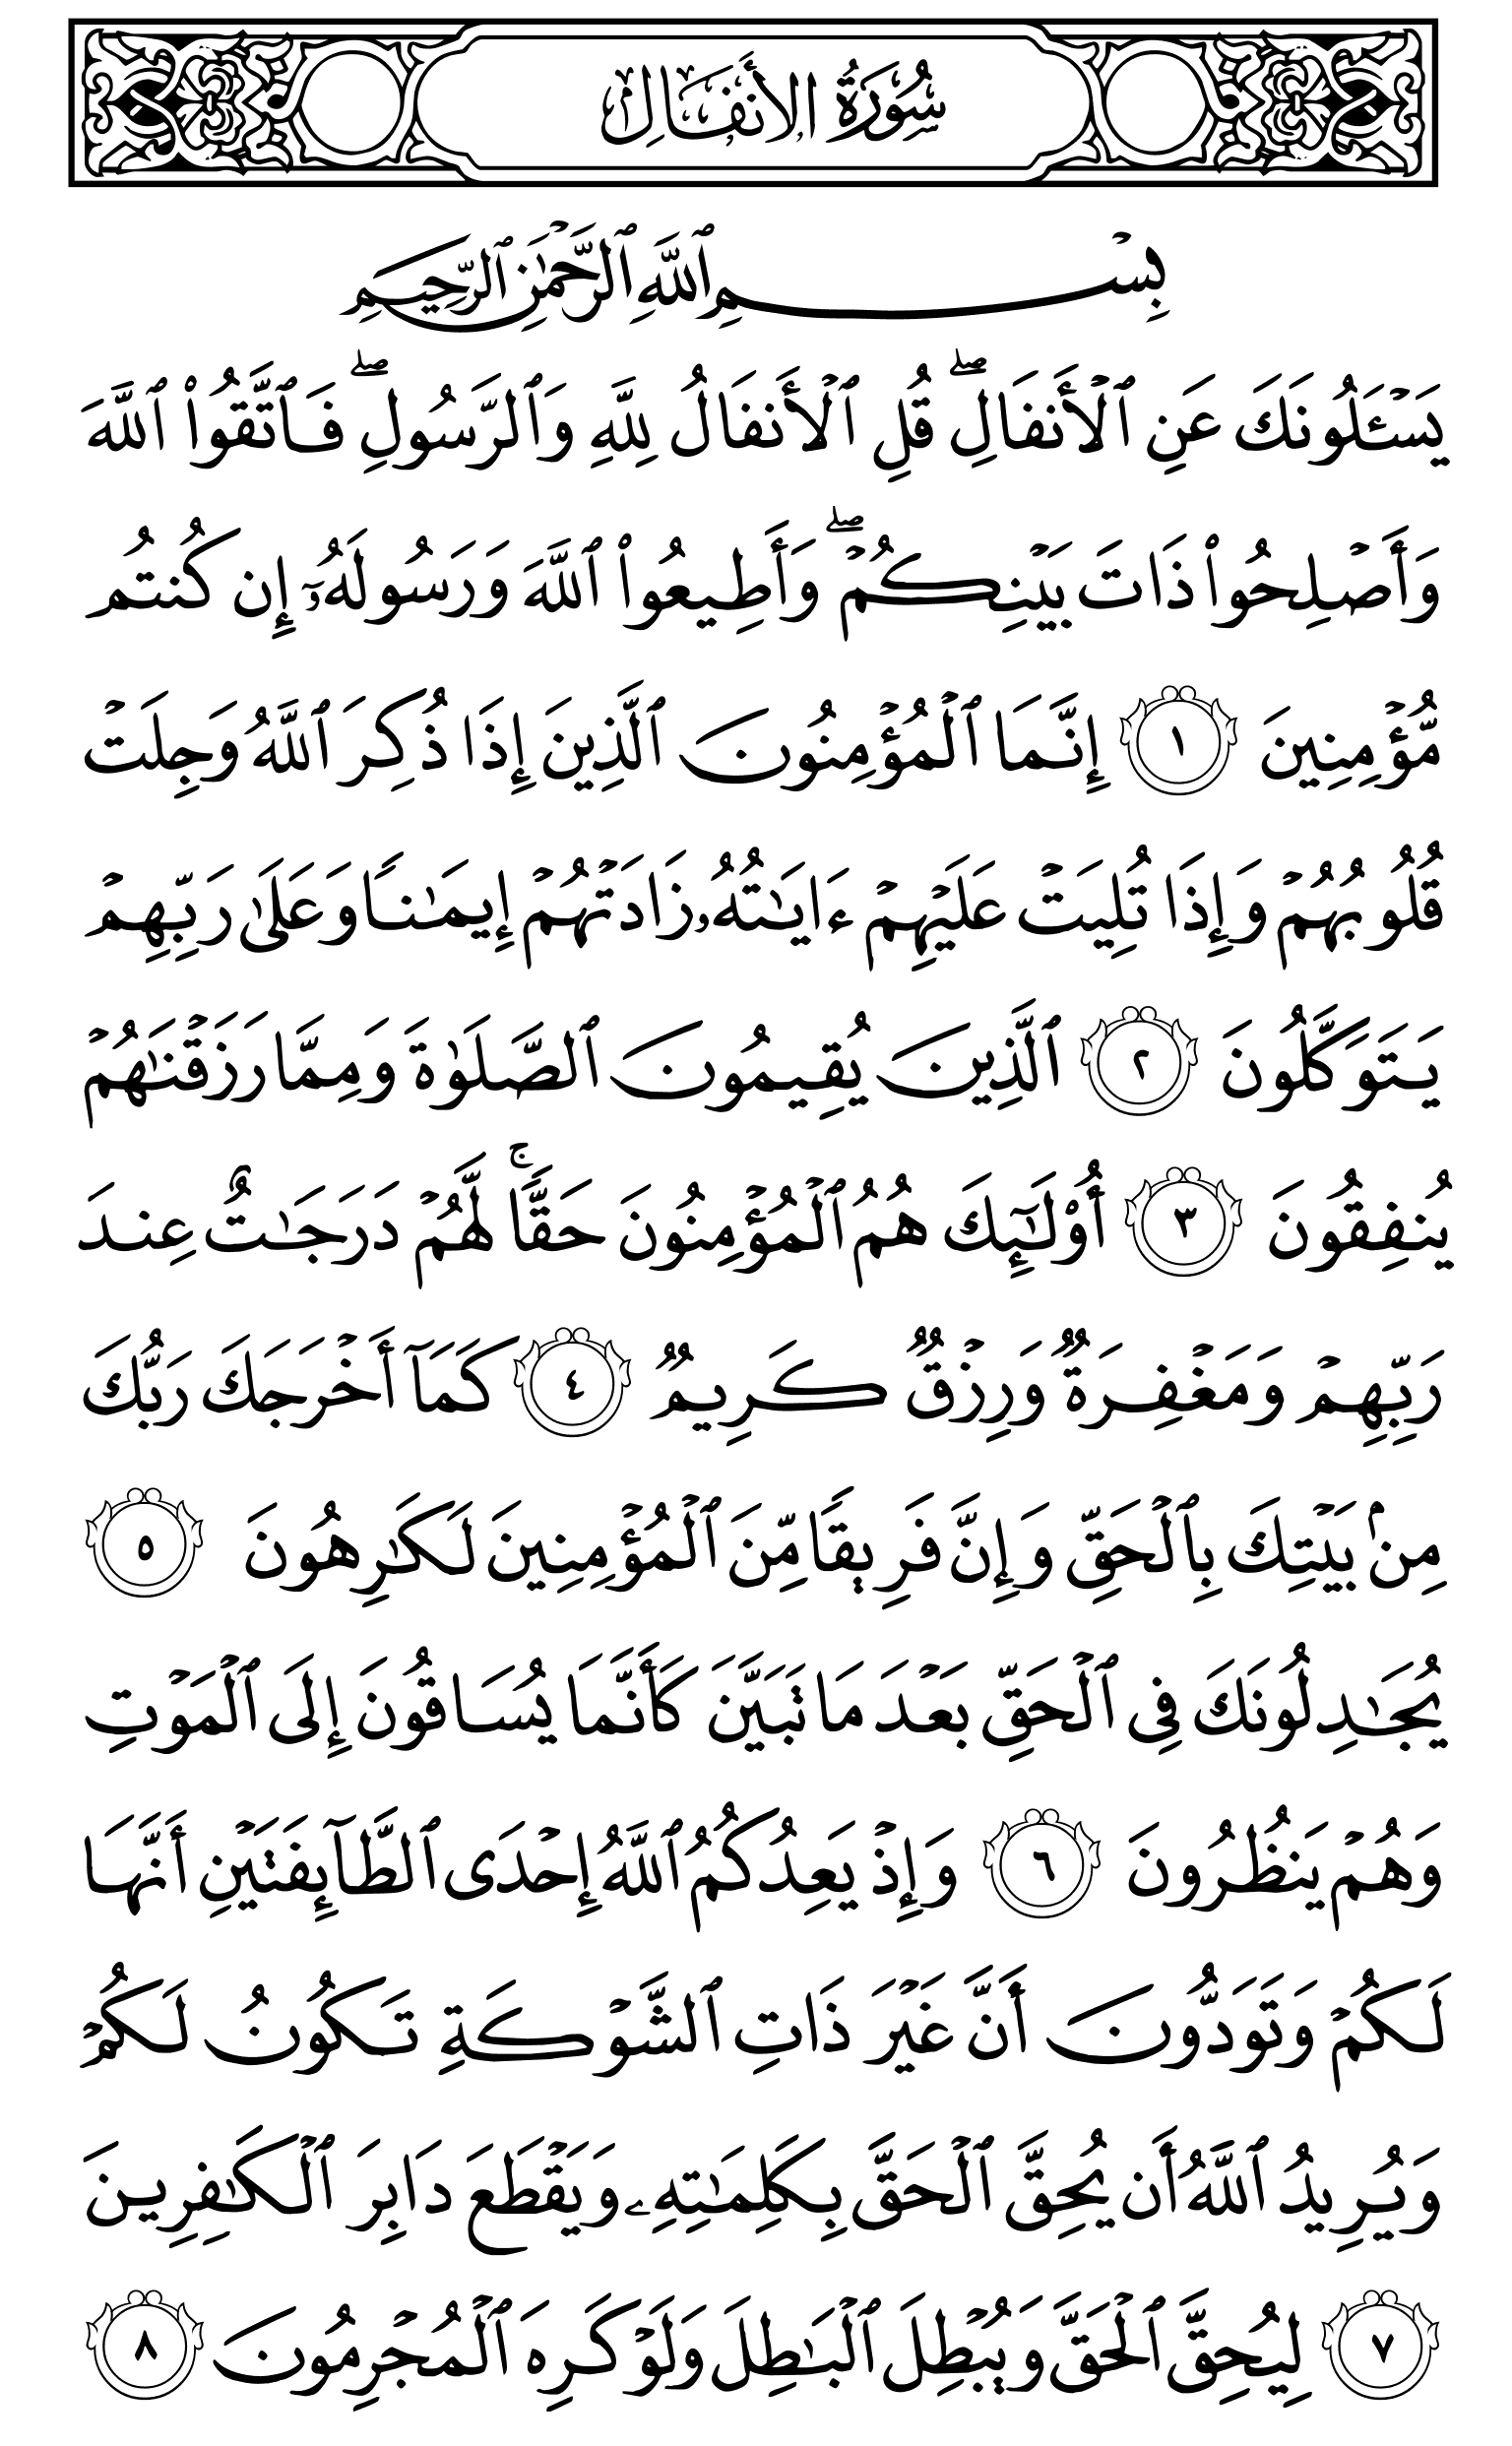 سُورَةُ الأَنفَالِ
بِسْمِ ٱللَّهِ ٱلرَّحْمَٰنِ ٱلرَّحِيمِ
يَسْـَٔلُونَكَ عَنِ ٱلْأَنفَالِ ۖ قُلِ ٱلْأَنفَالُ لِلَّهِ وَٱلرَّسُولِ ۖ فَٱتَّقُوا۟ ٱللَّهَ
وَأَصْلِحُوا۟ ذَاتَ بَيْنِكُمْ ۖ وَأَطِيعُوا۟ ٱللَّهَ وَرَسُولَهُۥٓ إِن كُنتُم
مُّؤْمِنِينَ ١ إِنَّمَا ٱلْمُؤْمِنُونَ ٱلَّذِينَ إِذَا ذُكِرَ ٱللَّهُ وَجِلَتْ
قُلُوبُهُمْ وَإِذَا تُلِيَتْ عَلَيْهِمْ ءَايَٰتُهُۥ زَادَتْهُمْ إِيمَٰنًا وَعَلَىٰ رَبِّهِمْ
يَتَوَكَّلُونَ ٢ ٱلَّذِينَ يُقِيمُونَ ٱلصَّلَوٰةَ وَمِمَّا رَزَقْنَٰهُمْ
يُنفِقُونَ ٣ أُو۟لَٰٓئِكَ هُمُ ٱلْمُؤْمِنُونَ حَقًّا ۚ لَّهُمْ دَرَجَٰتٌ عِندَ
رَبِّهِمْ وَمَغْفِرَةٌ وَرِزْقٌ كَرِيمٌ ٤ كَمَآ أَخْرَجَكَ رَبُّكَ
مِنۢ بَيْتِكَ بِٱلْحَقِّ وَإِنَّ فَرِيقًا مِّنَ ٱلْمُؤْمِنِينَ لَكَٰرِهُونَ ٥
يُجَٰدِلُونَكَ فِى ٱلْحَقِّ بَعْدَ مَا تَبَيَّنَ كَأَنَّمَا يُسَاقُونَ إِلَى ٱلْمَوْتِ
وَهُمْ يَنظُرُونَ ٦ وَإِذْ يَعِدُكُمُ ٱللَّهُ إِحْدَى ٱلطَّآئِفَتَيْنِ أَنَّهَا
لَكُمْ وَتَوَدُّونَ أَنَّ غَيْرَ ذَاتِ ٱلشَّوْكَةِ تَكُونُ لَكُمْ
وَيُرِيدُ ٱللَّهُ أَن يُحِقَّ ٱلْحَقَّ بِكَلِمَٰتِهِۦ وَيَقْطَعَ دَابِرَ ٱلْكَٰفِرِينَ
٧ لِيُحِقَّ ٱلْحَقَّ وَيُبْطِلَ ٱلْبَٰطِلَ وَلَوْ كَرِهَ ٱلْمُجْرِمُونَ ٨